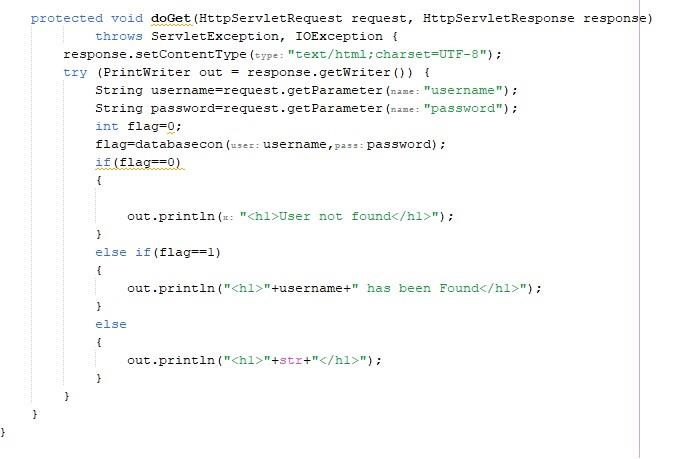 protected void doGet(HttpServletRequest request, HttpServletResponse response)
throws ServletException, IOException {
response.setContentType(type: "text/html;charset=UTF-8");
try (PrintWriter out = response.getWriter()) {
String username=request.getParameter(name: "username");
String password=request.getParameter(name: "password");
int flag=0;
flag=databasecon(user: username,pass: password);
if(flag==0)
{
out.println(x: "<h1>User not found</h1>");
}
else if(flag==1)
{
out.println("<h1>"+username+" has been Found</h1>");
}
else
{
out.println("<h1>"+str+"</h1>");
}
}
}
}